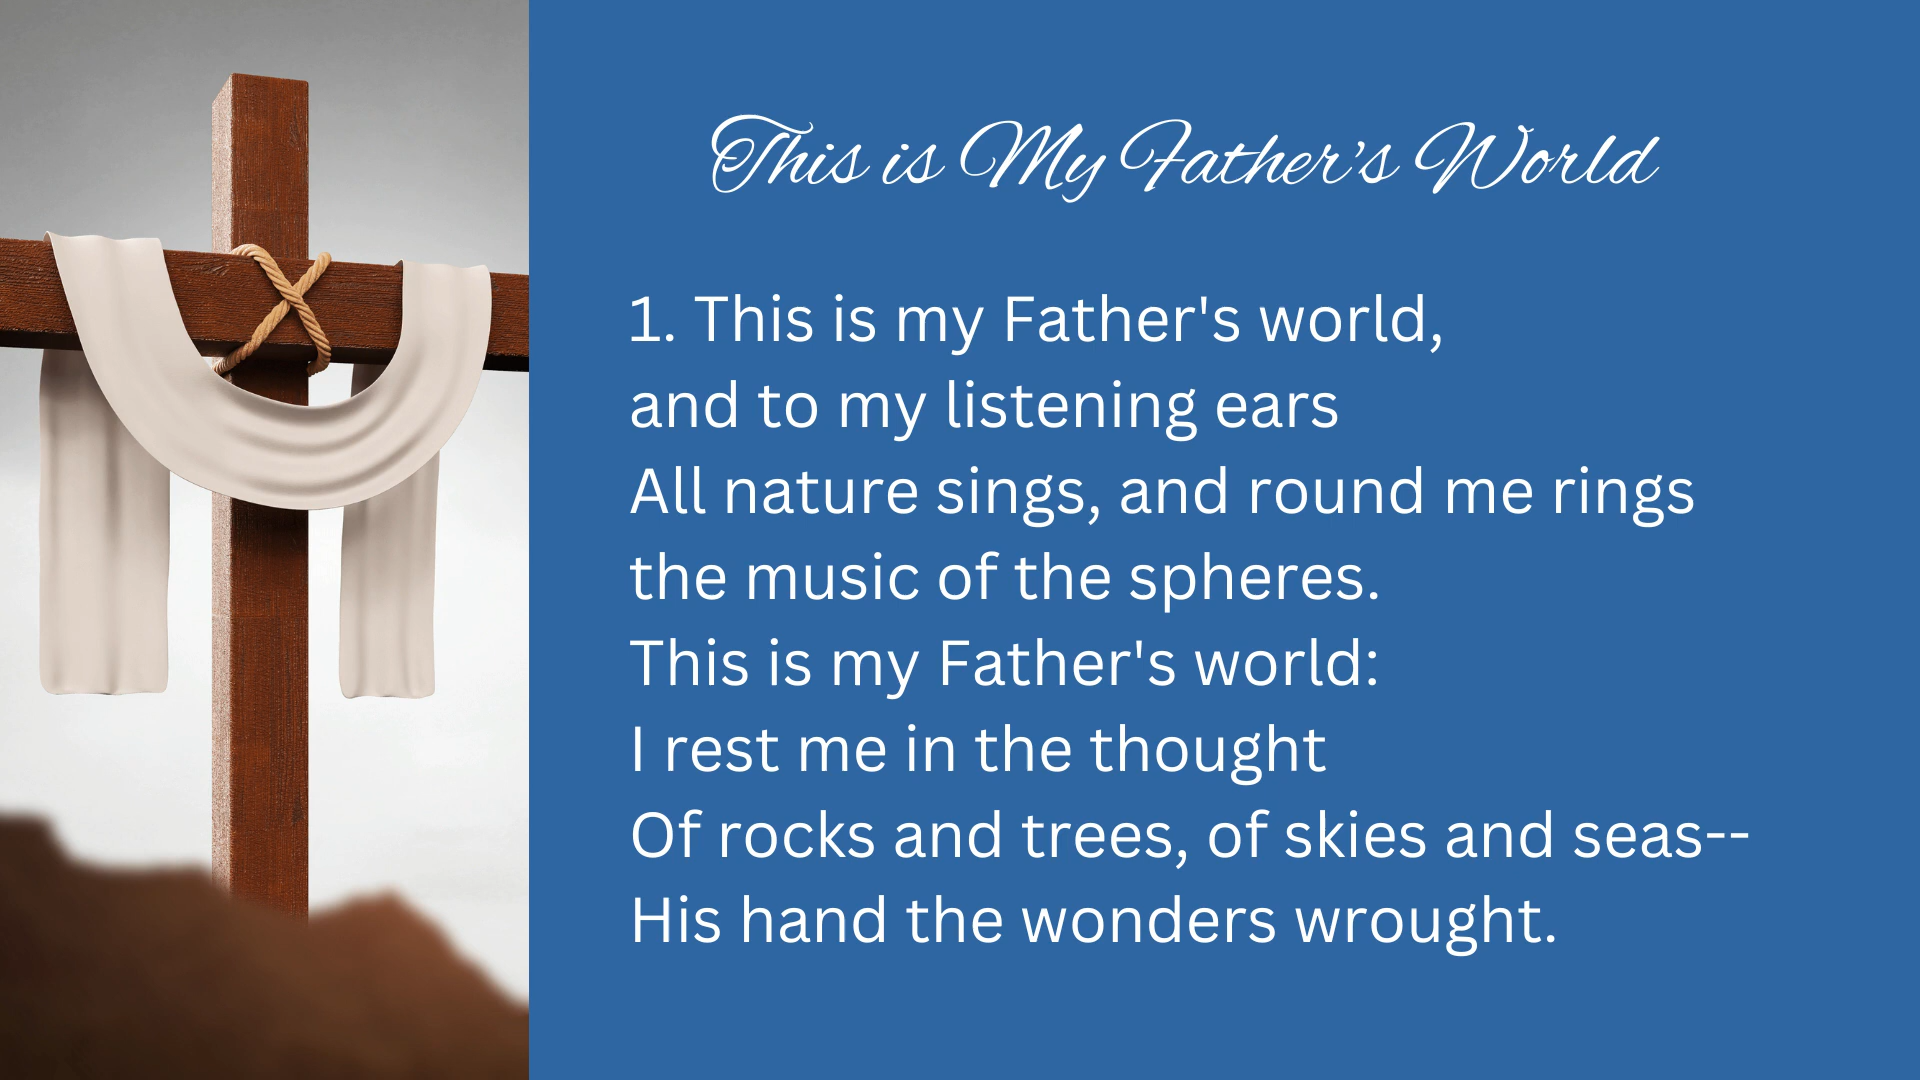 This is My Father's World
1. This is my Father's world,
and to my listening ears
All nature sings, and round me rings
the music of the spheres.
This is my Father's world:
I rest me in the thought
Of rocks and trees, of skies and seas--
His hand the wonders wrought.